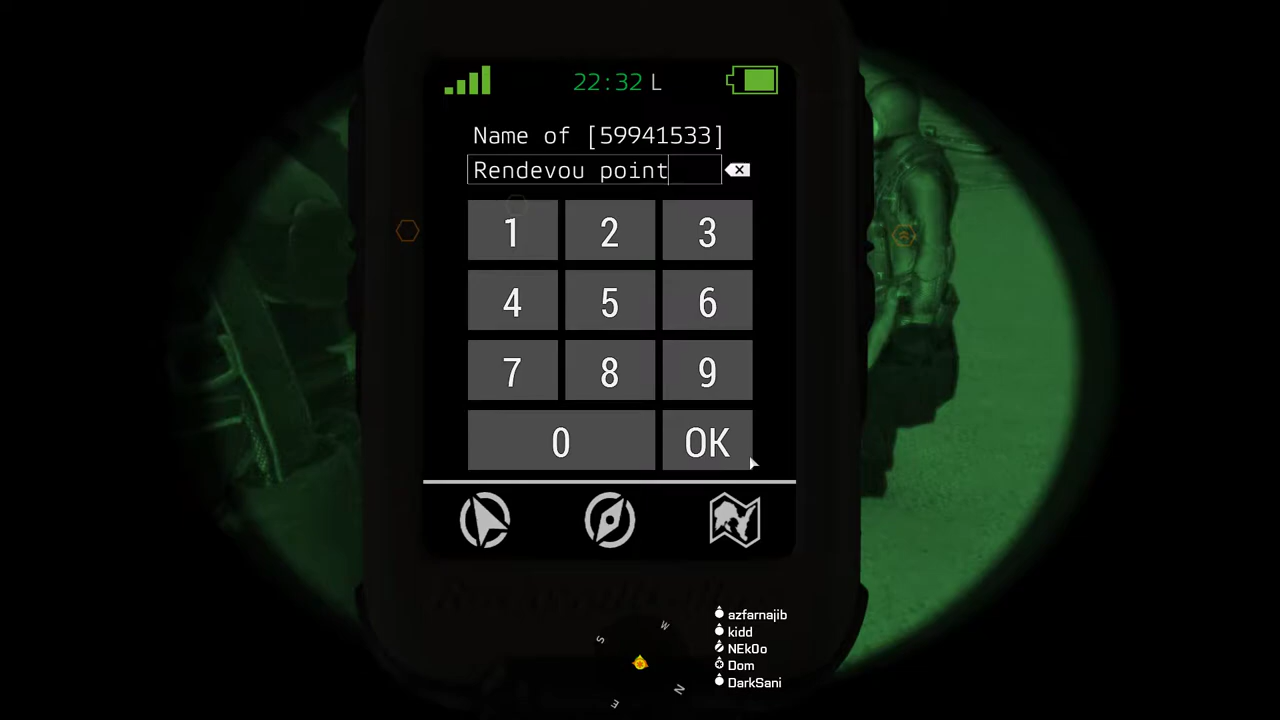 22:32 L
Name of [59941533]
Rendevou point
1 2 3
4 5 6
7 8 9
0 OK
azfarnajib
kidd
NEkOo
Dom
DarkSani
S W
E N